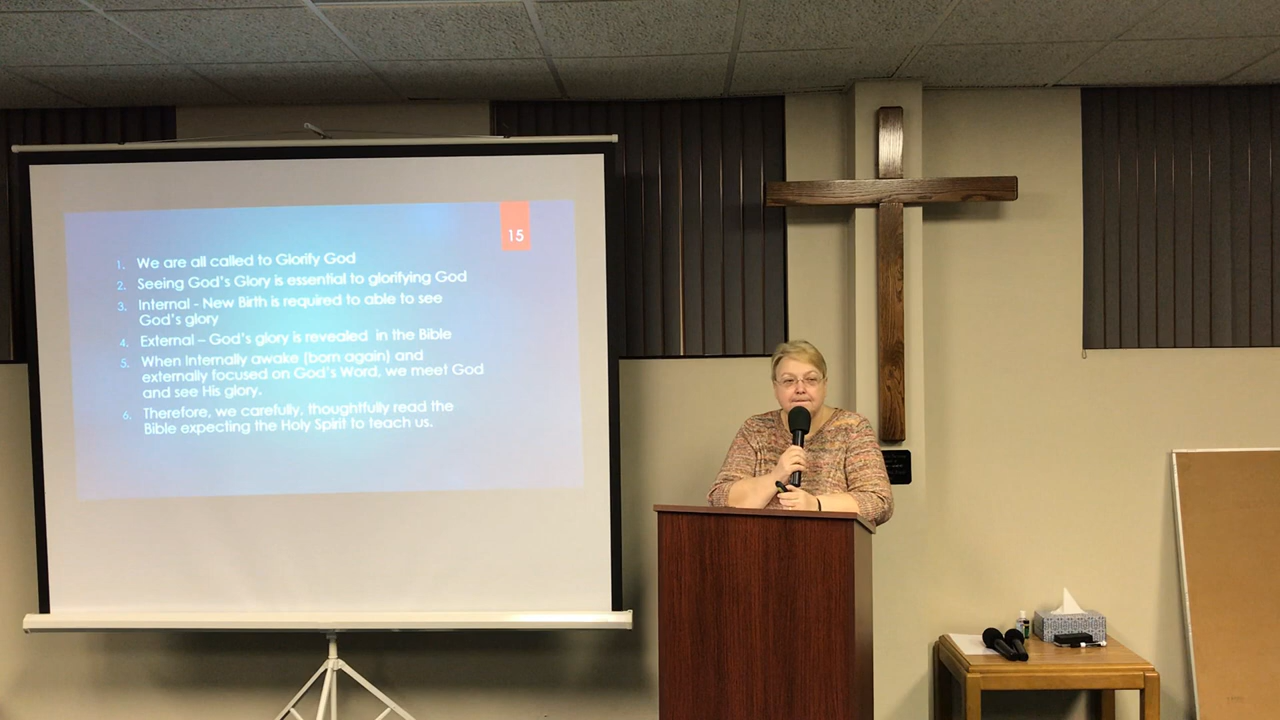 15
1. We are all called to Glorify God
2. Seeing God's Glory is essential to glorifying God
3. Internal - New Birth is required to able to see
God's glory
4. External – God's glory is revealed in the Bible
5. When Internally awake (born again) and
externally focused on God's Word, we meet God
and see His glory.
6. Therefore, we carefully, thoughtfully read the
Bible expecting the Holy Spirit to teach us.